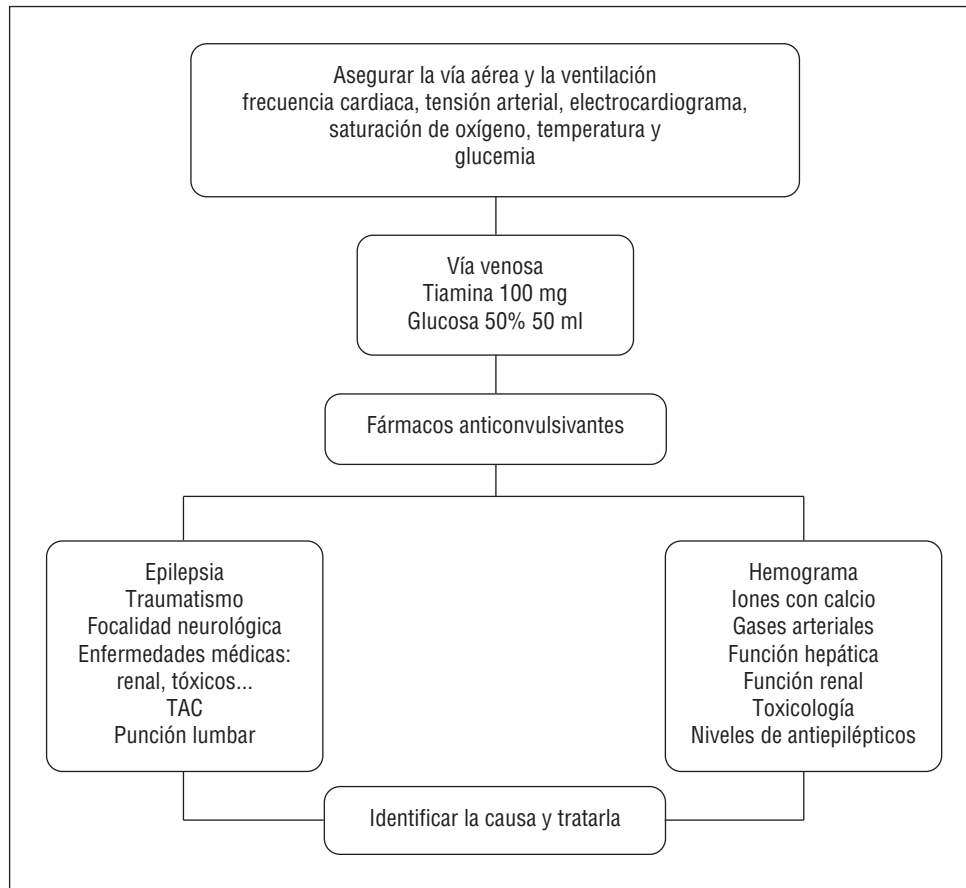 Asegurar la vía aérea y la ventilación
frecuencia cardiaca, tensión arterial, electrocardiograma,
saturación de oxígeno, temperatura y
glucemia
Vía venosa
Tiamina 100 mg
Glucosa 50% 50 ml
Fármacos anticonvulsivantes
Epilepsia
Traumatismo
Focalidad neurológica
Enfermedades médicas:
renal, tóxicos...
TAC
Punción lumbar
Hemograma
Iones con calcio
Gases arteriales
Función hepática
Función renal
Toxicología
Niveles de antiepilépticos
Identificar la causa y tratarla